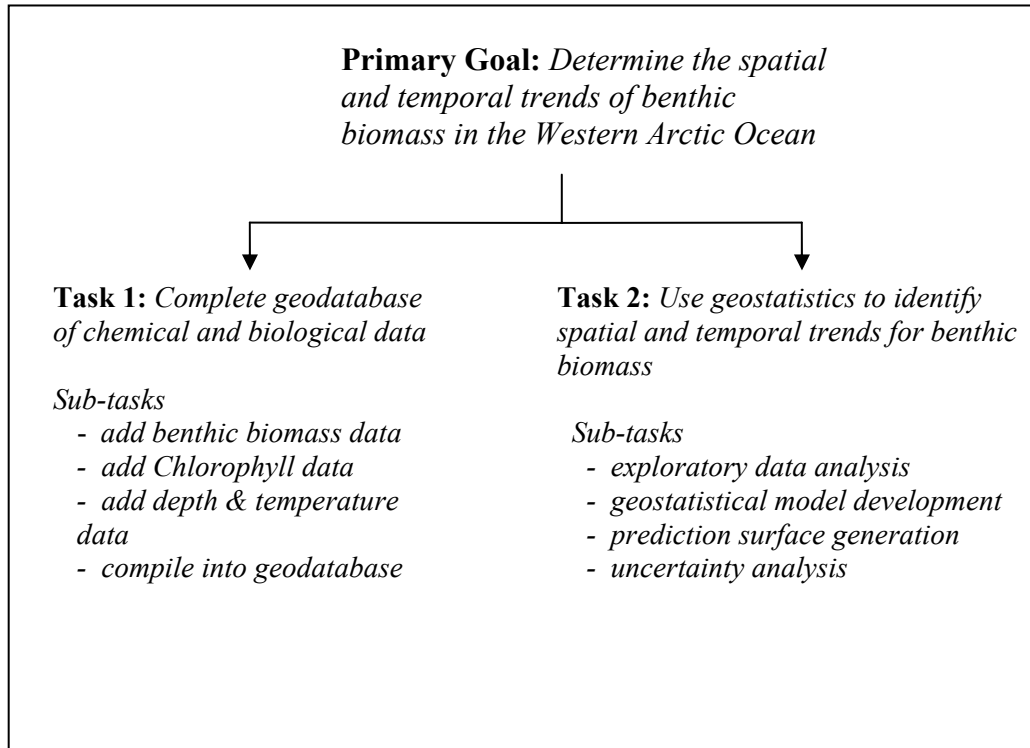 Primary Goal: Determine the spatial
and temporal trends of benthic
biomass in the Western Arctic Ocean
Task 1: Complete geodatabase
of chemical and biological data
Sub-tasks
- add benthic biomass data
- add Chlorophyll data
- add depth & temperature
data
- compile into geodatabase
Task 2: Use geostatistics to identify
spatial and temporal trends for benthic
biomass
Sub-tasks
- exploratory data analysis
- geostatistical model development
- prediction surface generation
- uncertainty analysis